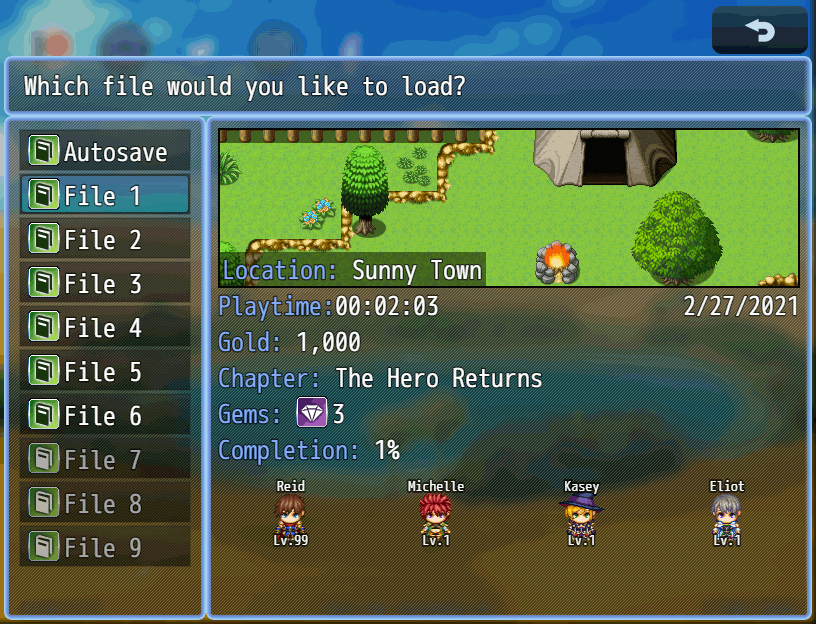 Which file would you like to load?
Autosave
File 1
File 2
File 3
File 4
File 5
File 6
File 7
File 8
File 9
Location: Sunny Town
Playtime:00:02:03 2/27/2021
Gold: 1,000
Chapter: The Hero Returns
Gems: 3
Completion: 1%
Reid Michelle Kasey Eliot
Lv.99 Lv.1 Lv.1 Lv.1